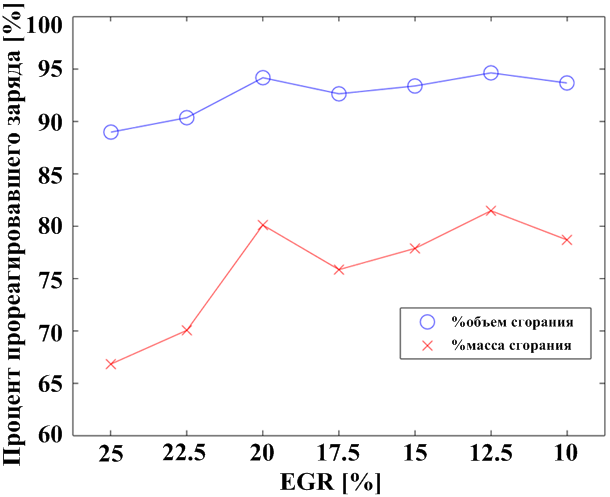 Процент прореагировавшего заряда [%]
100
95
90
85
80
75
70
65
60
%объем сгорания
%масса сгорания
25 22.5 20 17.5 15 12.5 10
EGR [%]